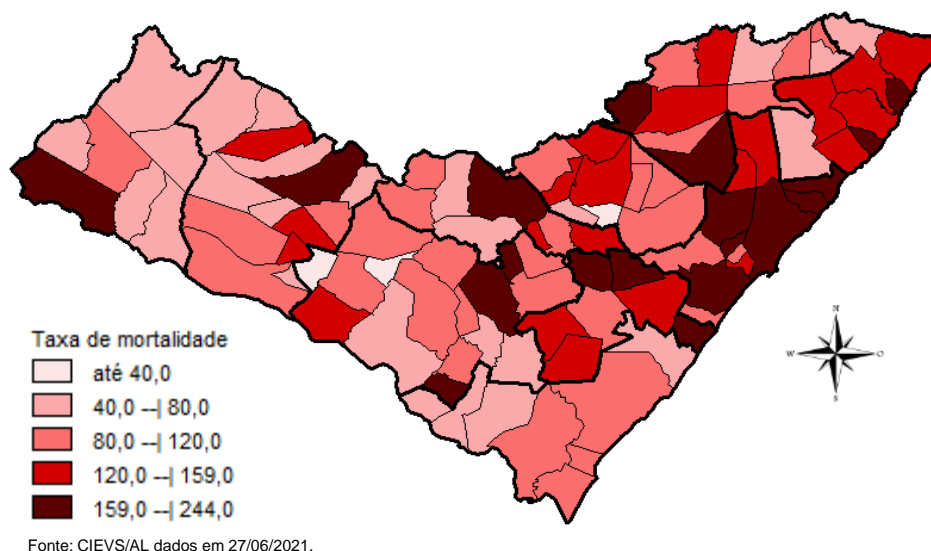 N
W
O
S
Taxa de mortalidade
até 40,0
40,0 --| 80,0
80,0 --| 120,0
120,0 --| 159,0
159,0 --| 244,0
Fonte: CIEVS/AL dados em 27/06/2021.